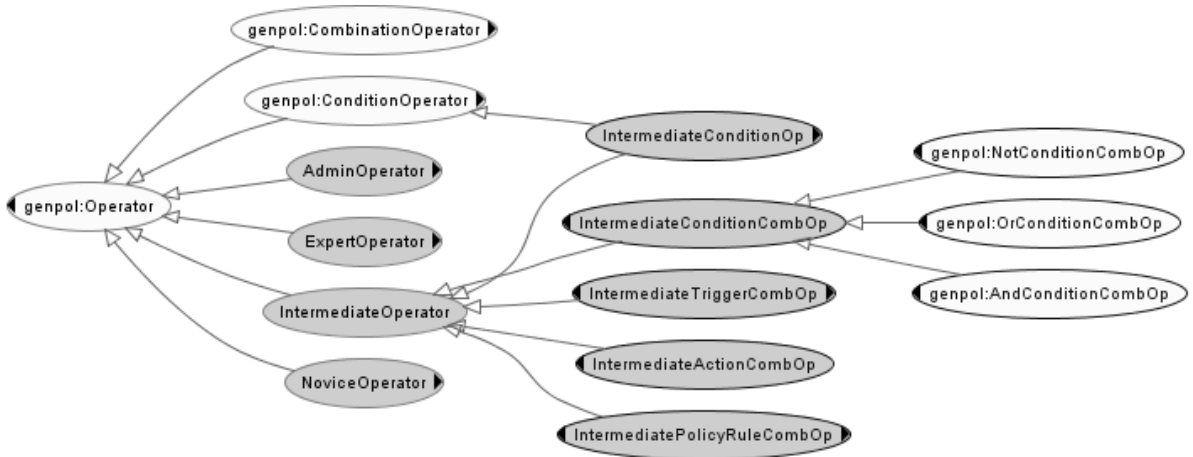 genpol:CombinationOperator
genpol:ConditionOperator
IntermediateConditionOp
genpol:NotConditionCombOp
AdminOperator
genpol:Operator
IntermediateConditionCombOp
genpol:OrConditionCombOp
ExpertOperator
IntermediateTriggerCombOp
genpol:AndConditionCombOp
IntermediateOperator
IntermediateActionCombOp
NoviceOperator
IntermediatePolicyRuleCombOp